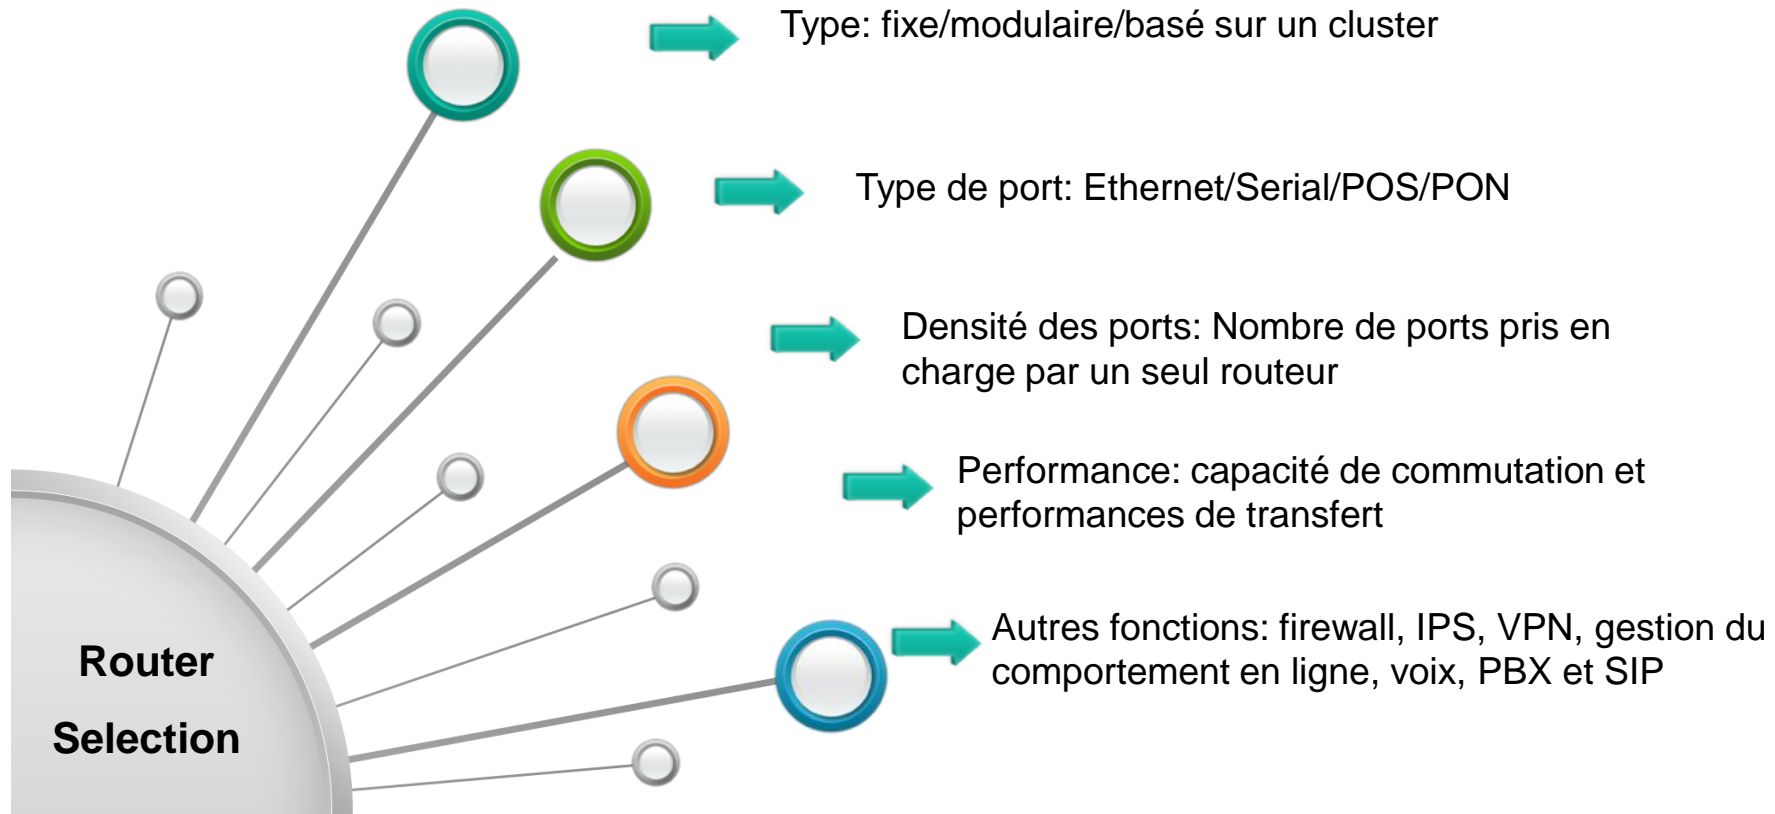 Type: fixe/modulaire/basé sur un cluster
Type de port: Ethernet/Serial/POS/PON
Densité des ports: Nombre de ports pris en
charge par un seul routeur
Performance: capacité de commutation et
performances de transfert
Autres fonctions: firewall, IPS, VPN, gestion du
comportement en ligne, voix, PBX et SIP
Router
Selection